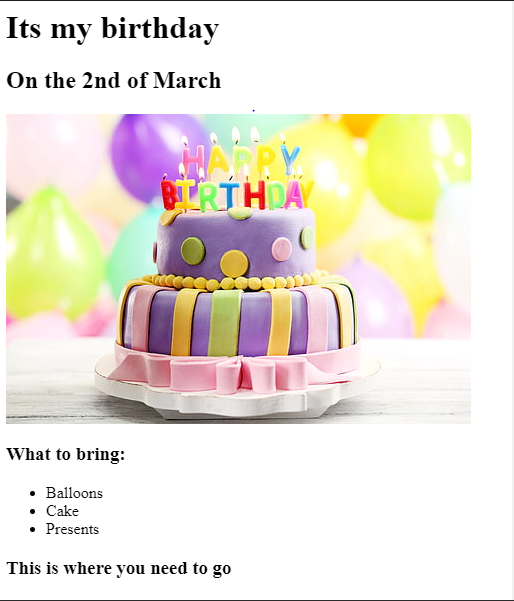 Its my birthday
On the 2nd of March
HAPPY
BIRTHDAY
What to bring:
Balloons
Cake
Presents
This is where you need to go